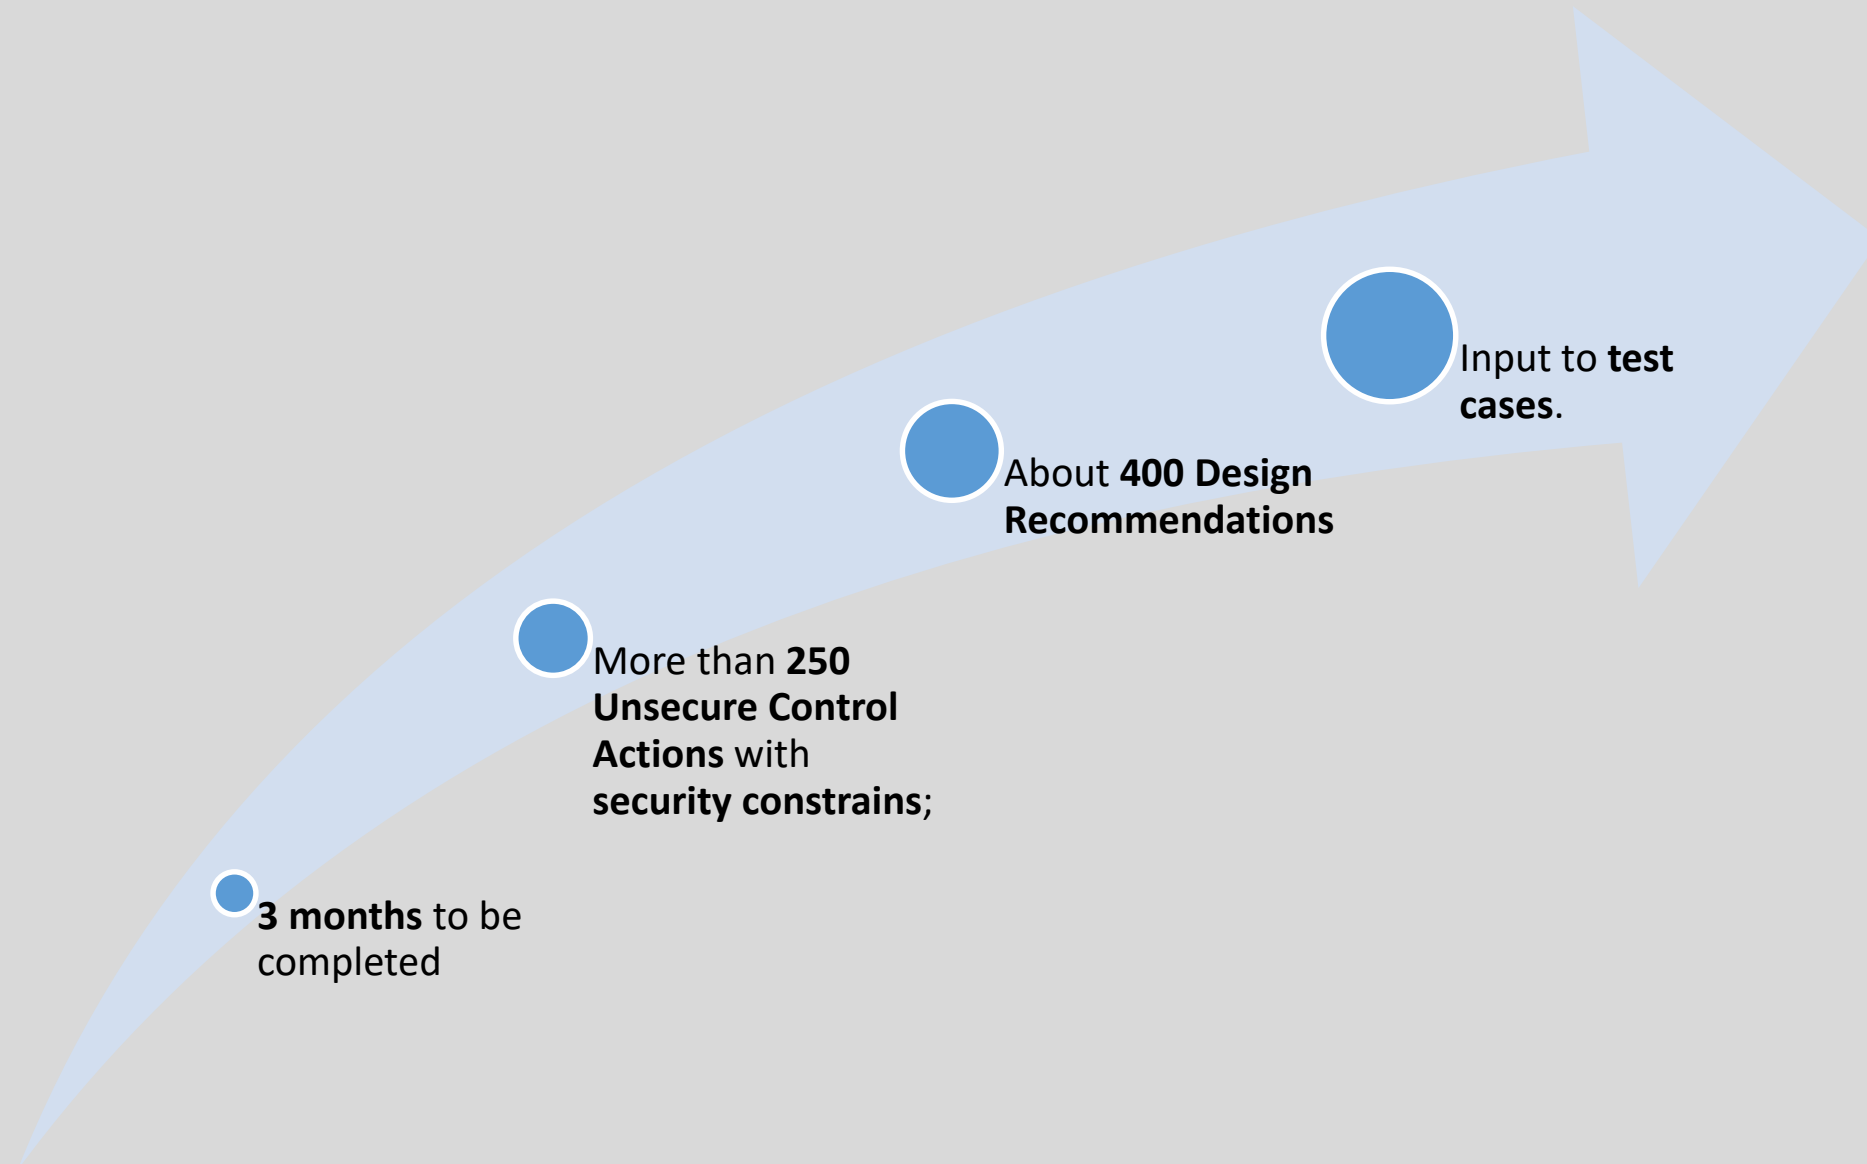 Input to test
cases.
About 400 Design
Recommendations
More than 250
Unsecure Control
Actions with
security constrains;
3 months to be
completed